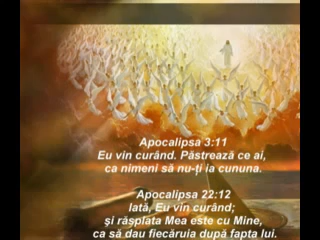 Apocalipsa 3:11
Eu vin curând. Păstrează ce ai,
ca nimeni să nu-ţi ia cununa.
Apocalipsa 22:12
Iată, Eu vin curând;
şi răsplata Mea este cu Mine,
ca să dau fiecăruia după fapta lui.